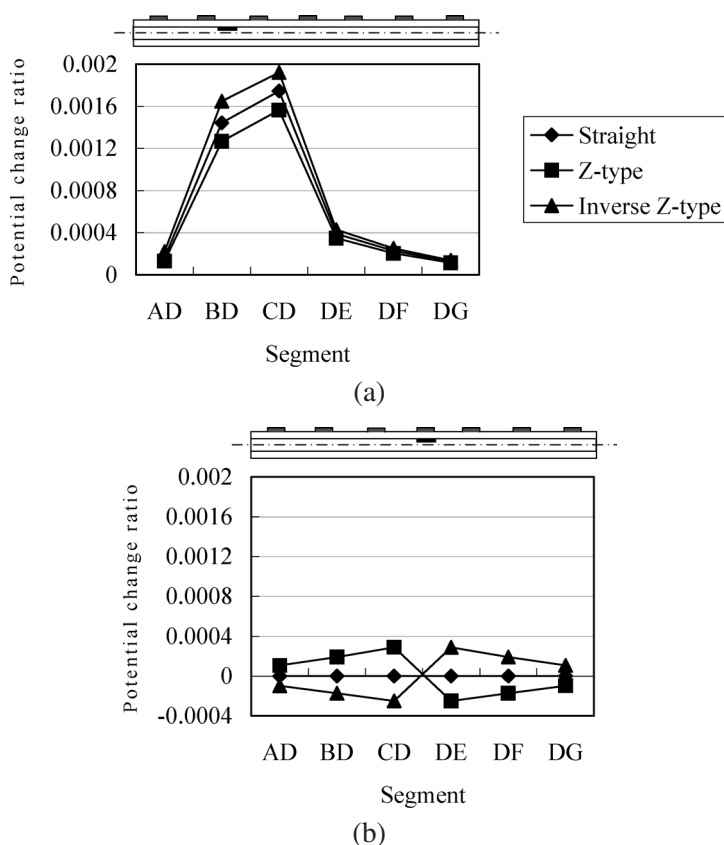 0.002
0.0016
0.0012
0.0008
0.0004
0
Potential change ratio
AD BD CD DE DF DG
Segment
Straight
Z-type
Inverse Z-type
(a)
0.002
0.0016
0.0012
0.0008
0.0004
0
-0.0004
Potential change ratio
AD BD CD DE DF DG
Segment
(b)